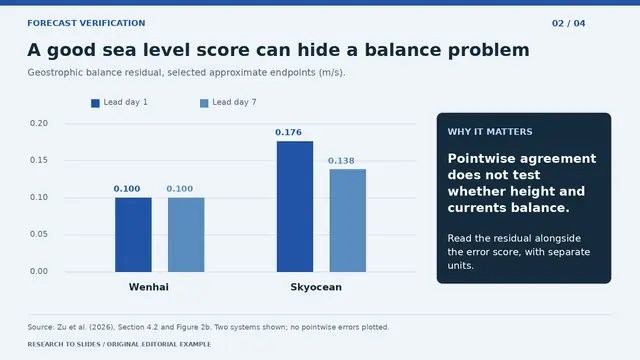 FORECAST VERIFICATION
02 / 04
A good sea level score can hide a balance problem
Geostrophic balance residual, selected approximate endpoints (m/s).
Lead day 1
Lead day 7
0.20
0.15
0.10
0.05
0.00
0.100
0.100
0.176
0.138
Wenhai
Skyocean
WHY IT MATTERS
Pointwise agreement
does not test
whether height and
currents balance.
Read the residual alongside
the error score, with separate
units.
Source: Zu et al. (2026), Section 4.2 and Figure 2b. Two systems shown; no pointwise errors plotted.
RESEARCH TO SLIDES / ORIGINAL EDITORIAL EXAMPLE